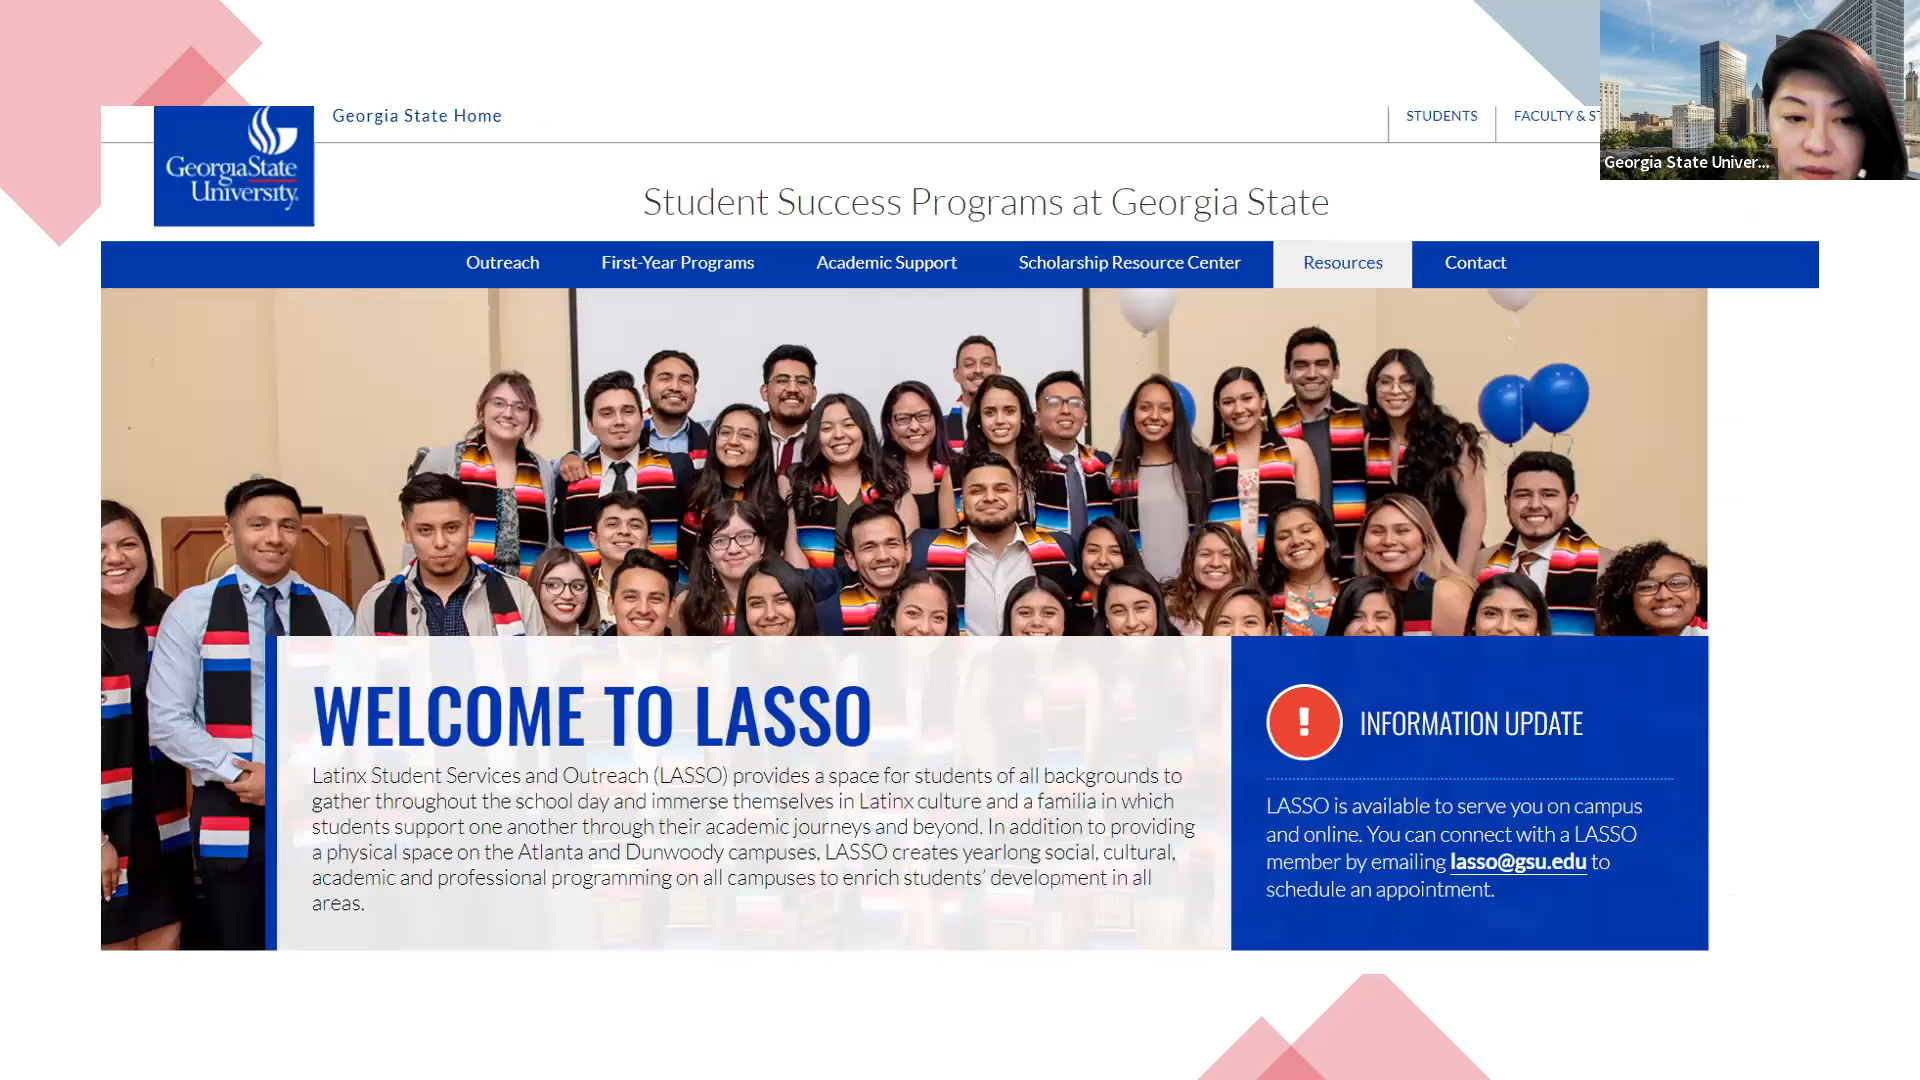 Georgia State Home
STUDENTS
FACULTY & ST
Georgia State Univer...
GeorgiaState
University
Student Success Programs at Georgia State
Outreach
First-Year Programs
Academic Support
Scholarship Resource Center
Resources
Contact
WELCOME TO LASSO
Latinx Student Services and Outreach (LASSO) provides a space for students of all backgrounds to
gather throughout the school day and immerse themselves in Latinx culture and a familia in which
students support one another through their academic journeys and beyond. In addition to providing
a physical space on the Atlanta and Dunwoody campuses, LASSO creates yearlong social, cultural,
academic and professional programming on all campuses to enrich students’ development in all
areas.
!
INFORMATION UPDATE
LASSO is available to serve you on campus
and online. You can connect with a LASSO
member by emailing lasso@gsu.edu to
schedule an appointment.